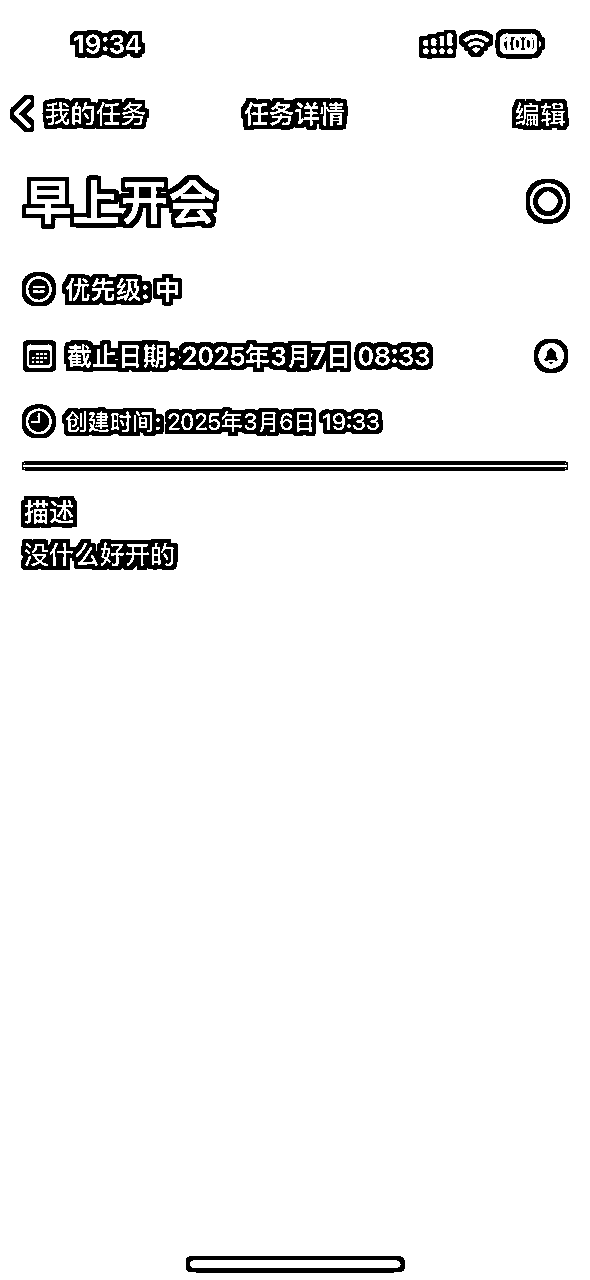 19:34
100
我的任务
任务详情
编辑
早上开会
优先级: 中
截止日期: 2025年3月7日 08:33
创建时间: 2025年3月6日 19:33
描述
没什么好开的